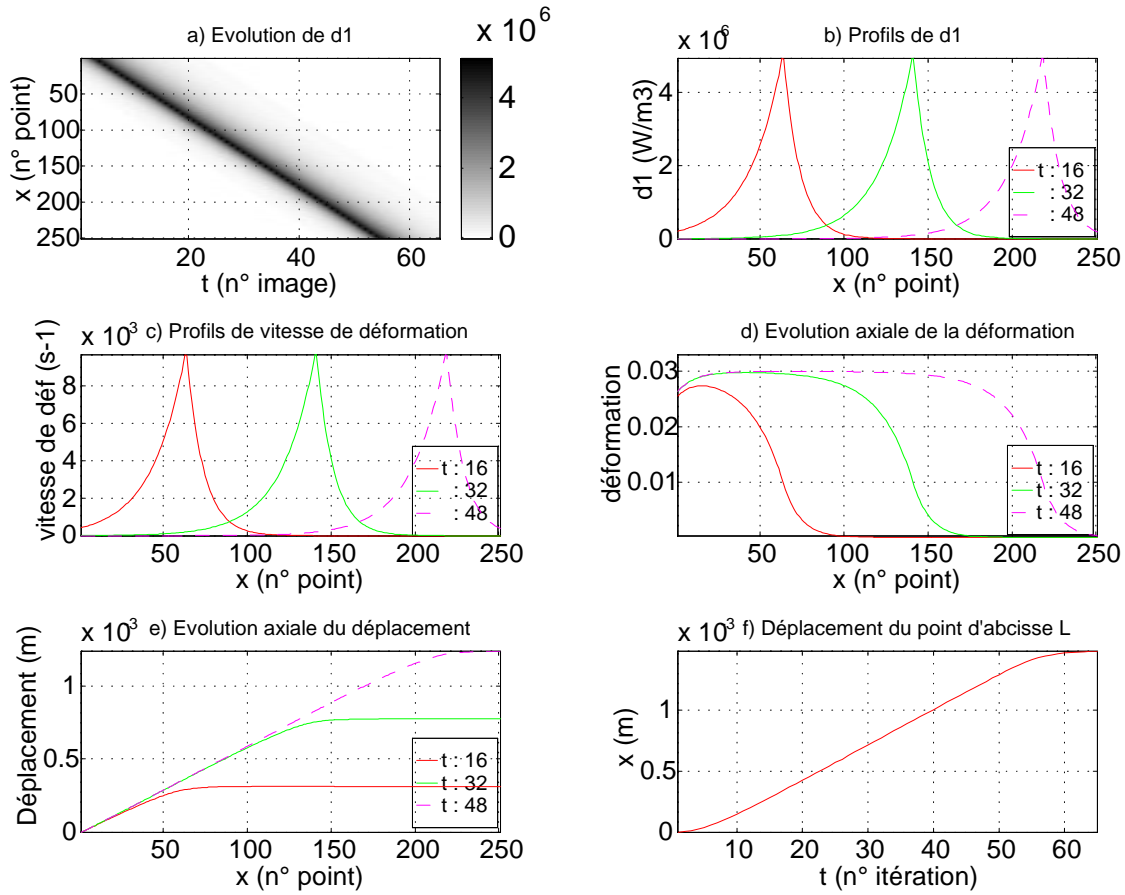 a) Evolution de d1
x 10 6
4
2
0
50
100
150
200
250
x (n° point)
20 40 60
t (n° image)
x 10 6
b) Profils de d1
4
2
0
d1 (W/m3)
50 100 150 200 250
x (n° point)
t : 16
: 32
: 48
x 10 3 c) Profils de vitesse de déformation
8
6
4
2
0
vitesse de déf (s-1)
50 100 150 200 250
x (n° point)
t : 16
: 32
: 48
d) Evolution axiale de la déformation
0.03
0.02
0.01
déformation
50 100 150 200 250
x (n° point)
t : 16
t : 32
t : 48
x 10 3 e) Evolution axiale du déplacement
1
0.5
0
Déplacement (m)
50 100 150 200 250
x (n° point)
t : 16
t : 32
t : 48
x 10 3 f) Déplacement du point d'abcisse L
1
0.5
0
x (m)
10 20 30 40 50 60
t (n° itération)